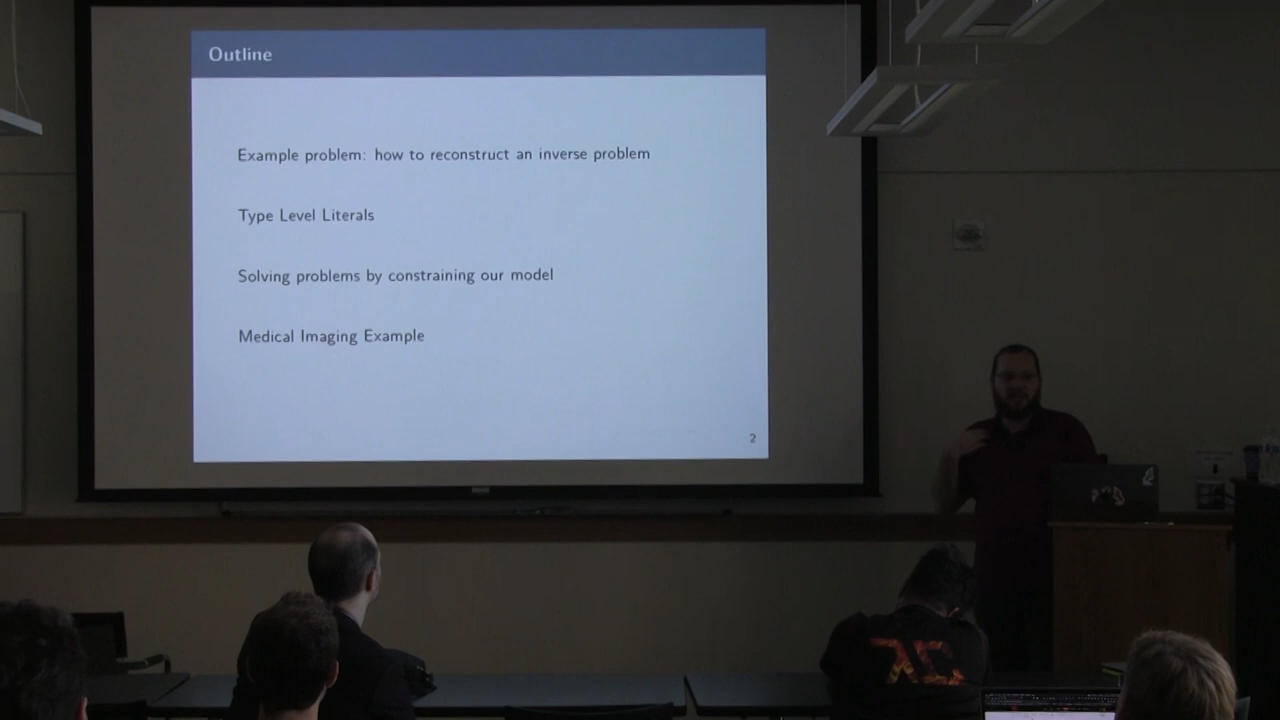 Outline
Example problem: how to reconstruct an inverse problem
Type Level Literals
Solving problems by constraining our model
Medical Imaging Example
2